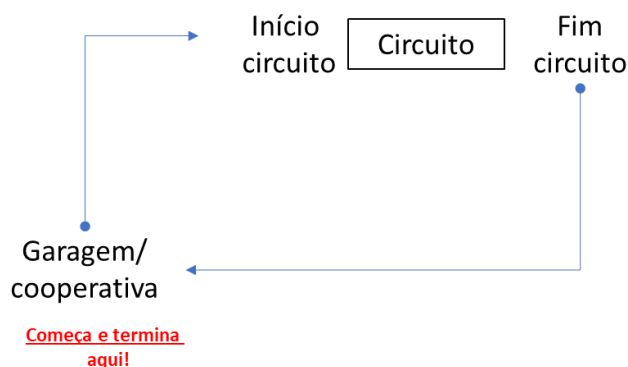 Início
circuito
Circuito
Fim
circuito
Garagem/
cooperativa
Começa e termina
aqui!